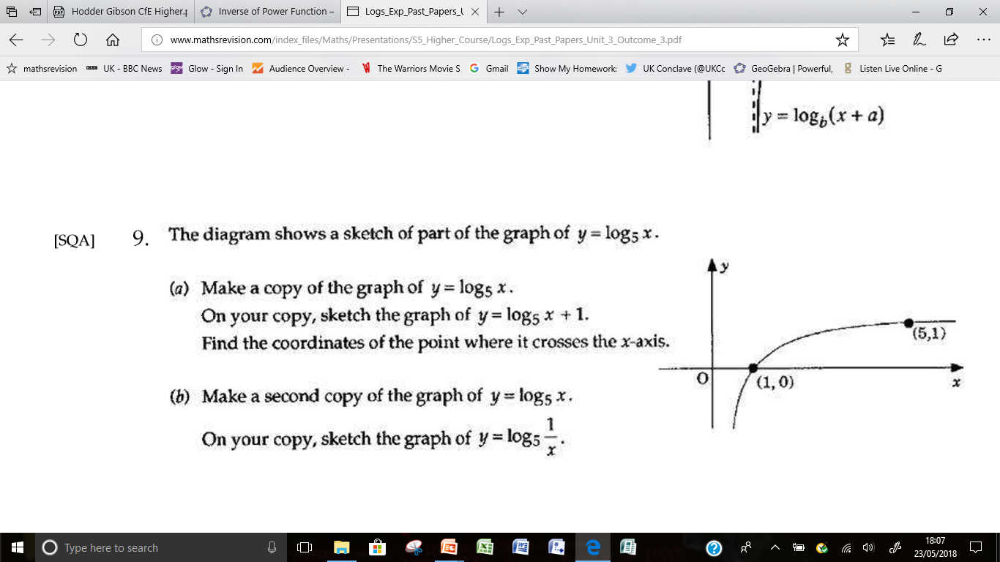 Hodder Gibson CfE Higher.p
Inverse of Power Function –
Logs_Exp_Past_Papers_U
www.mathsrevision.com/index_files/Maths/Presentations/S5_Higher_Course/Logs_Exp_Past_Papers_Unit_3_Outcome_3.pdf
mathsrevision
UK - BBC News
Glow - Sign In
Audience Overview -
The Warriors Movie S
Gmail
Show My Homework:
UK Conclave (@UKCc
GeoGebra | Powerful,
Listen Live Online - G
y = log_b(x + a)
[SQA] 9. The diagram shows a sketch of part of the graph of y = log₅ x.
(a) Make a copy of the graph of y = log₅ x.
On your copy, sketch the graph of y = log₅ x + 1.
Find the coordinates of the point where it crosses the x-axis.
(b) Make a second copy of the graph of y = log₅ x.
On your copy, sketch the graph of y = log₅ 1/x.
y
(5,1)
O
(1, 0)
x
Type here to search
18:07
23/05/2018